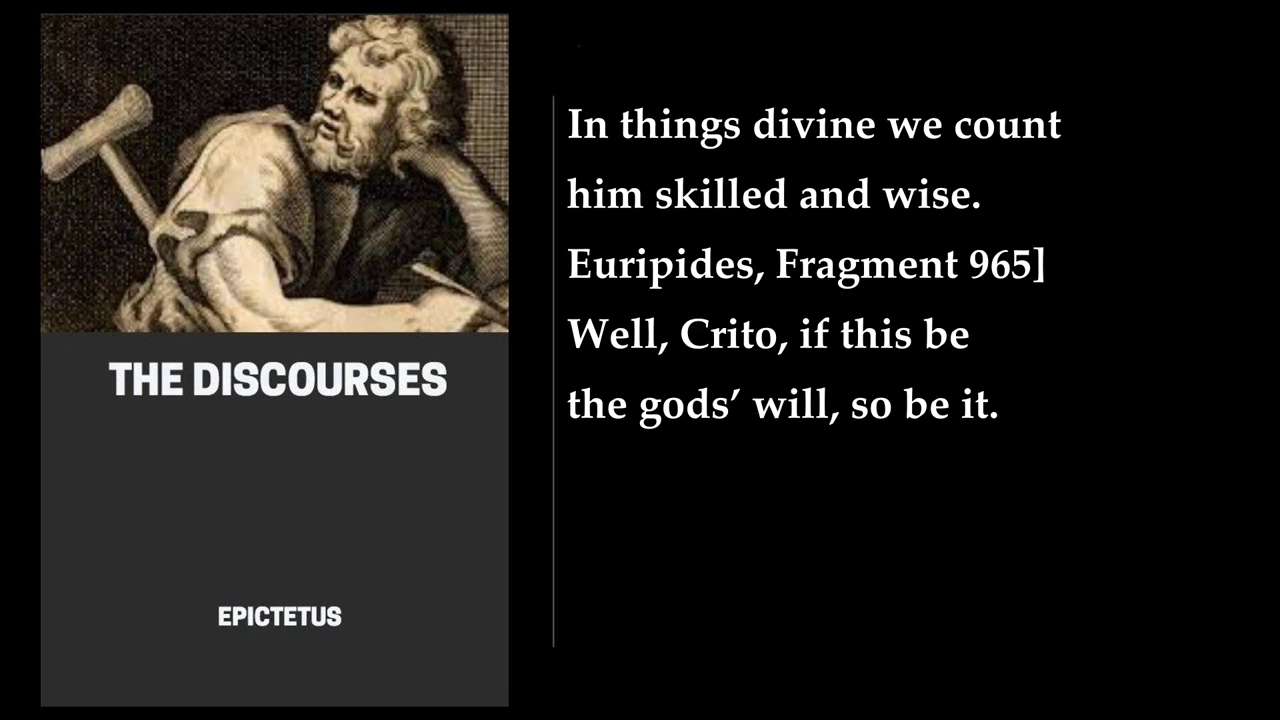 THE DISCOURSES
EPICTETUS
In things divine we count
him skilled and wise.
Euripides, Fragment 965]
Well, Crito, if this be
the gods’ will, so be it.